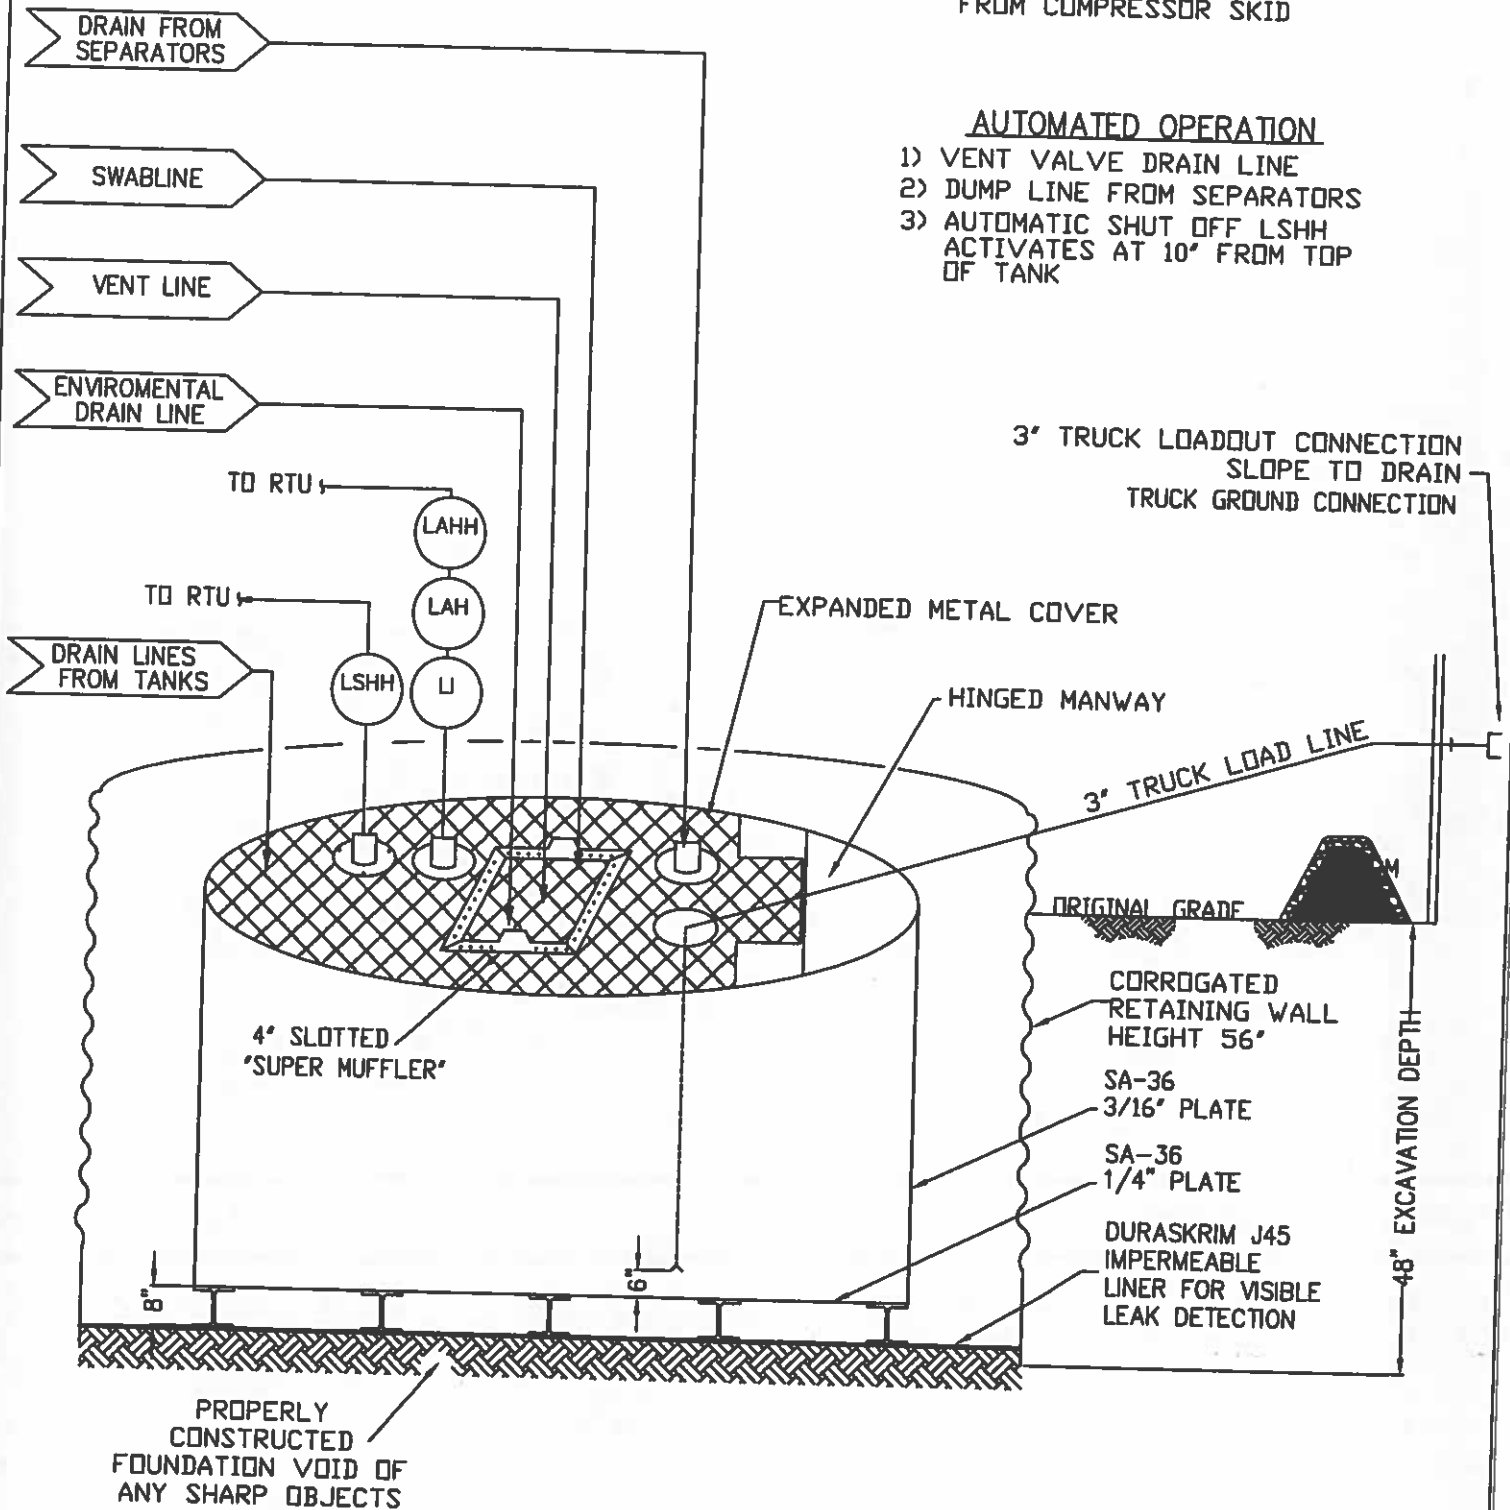 FROM COMPRESSOR SKID
DRAIN FROM
SEPARATORS
AUTOMATED OPERATION
1) VENT VALVE DRAIN LINE
2) DUMP LINE FROM SEPARATORS
3) AUTOMATIC SHUT OFF LSHH
ACTIVATES AT 10" FROM TOP
OF TANK
SWABLINE
VENT LINE
ENVIROMENTAL
DRAIN LINE
3" TRUCK LOADOUT CONNECTION
SLOPE TO DRAIN
TRUCK GROUND CONNECTION
TO RTU
LAHH
TO RTU
LAH
LSHH
LI
DRAIN LINES
FROM TANKS
EXPANDED METAL COVER
HINGED MANWAY
3" TRUCK LOAD LINE
M
ORIGINAL GRADE
CORROGATED
RETAINING WALL
HEIGHT 56"
4" SLOTTED
"SUPER MUFFLER"
SA-36
3/16" PLATE
SA-36
1/4" PLATE
DURASKRIM J45
IMPERMEABLE
LINER FOR VISIBLE
LEAK DETECTION
48" EXCAVATION DEPTH
8"
6"
PROPERLY
CONSTRUCTED
FOUNDATION VOID OF
ANY SHARP OBJECTS